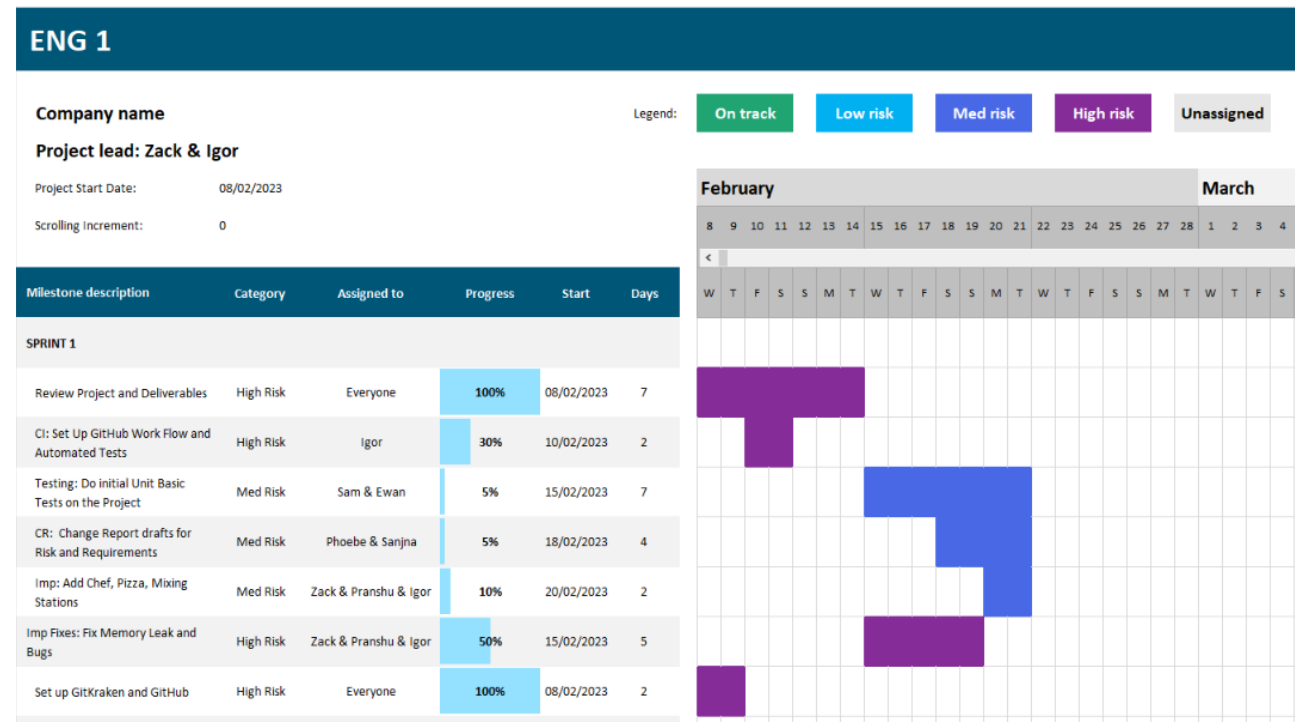 ENG 1
Company name
Legend:
On track
Low risk
Med risk
High risk
Unassigned
Project lead: Zack & Igor
Project Start Date: 08/02/2023
February March
Scrolling Increment: 0
8 9 10 11 12 13 14 15 16 17 18 19 20 21 22 23 24 25 26 27 28 1 2 3 4
Milestone description Category Assigned to Progress Start Days
W T F S S M T W T F S S M T W T F S S M T W T F S
SPRINT 1
Review Project and Deliverables High Risk Everyone 100% 08/02/2023 7
CI: Set Up GitHub Work Flow and
Automated Tests
High Risk Igor 30% 10/02/2023 2
Testing: Do initial Unit Basic
Tests on the Project
Med Risk Sam & Ewan 5% 15/02/2023 7
CR: Change Report drafts for
Risk and Requirements
Med Risk Phoebe & Sanjna 5% 18/02/2023 4
Imp: Add Chef, Pizza, Mixing
Stations
Med Risk Zack & Pranshu & Igor 10% 20/02/2023 2
Imp Fixes: Fix Memory Leak and
Bugs
High Risk Zack & Pranshu & Igor 50% 15/02/2023 5
Set up GitKraken and GitHub High Risk Everyone 100% 08/02/2023 2